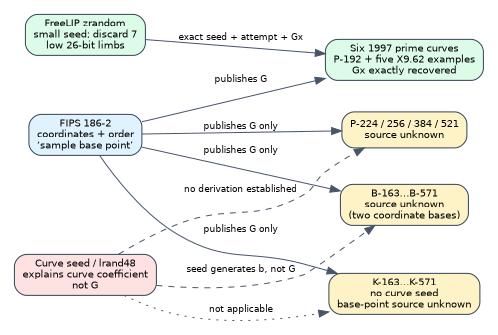 FreeLIP zrandom
small seed; discard 7
low 26-bit limbs
exact seed + attempt + Gx
Six 1997 prime curves
P-192 + five X9.62 examples
Gx exactly recovered
publishes G
FIPS 186-2
coordinates + order
'sample base point'
publishes G only
P-224 / 256 / 384 / 521
source unknown
publishes G only
no derivation established
B-163...B-571
source unknown
(two coordinate bases)
publishes G only
Curve seed / lrand48
explains curve coefficient
not G
seed generates b, not G
K-163...K-571
no curve seed
base-point source unknown
not applicable